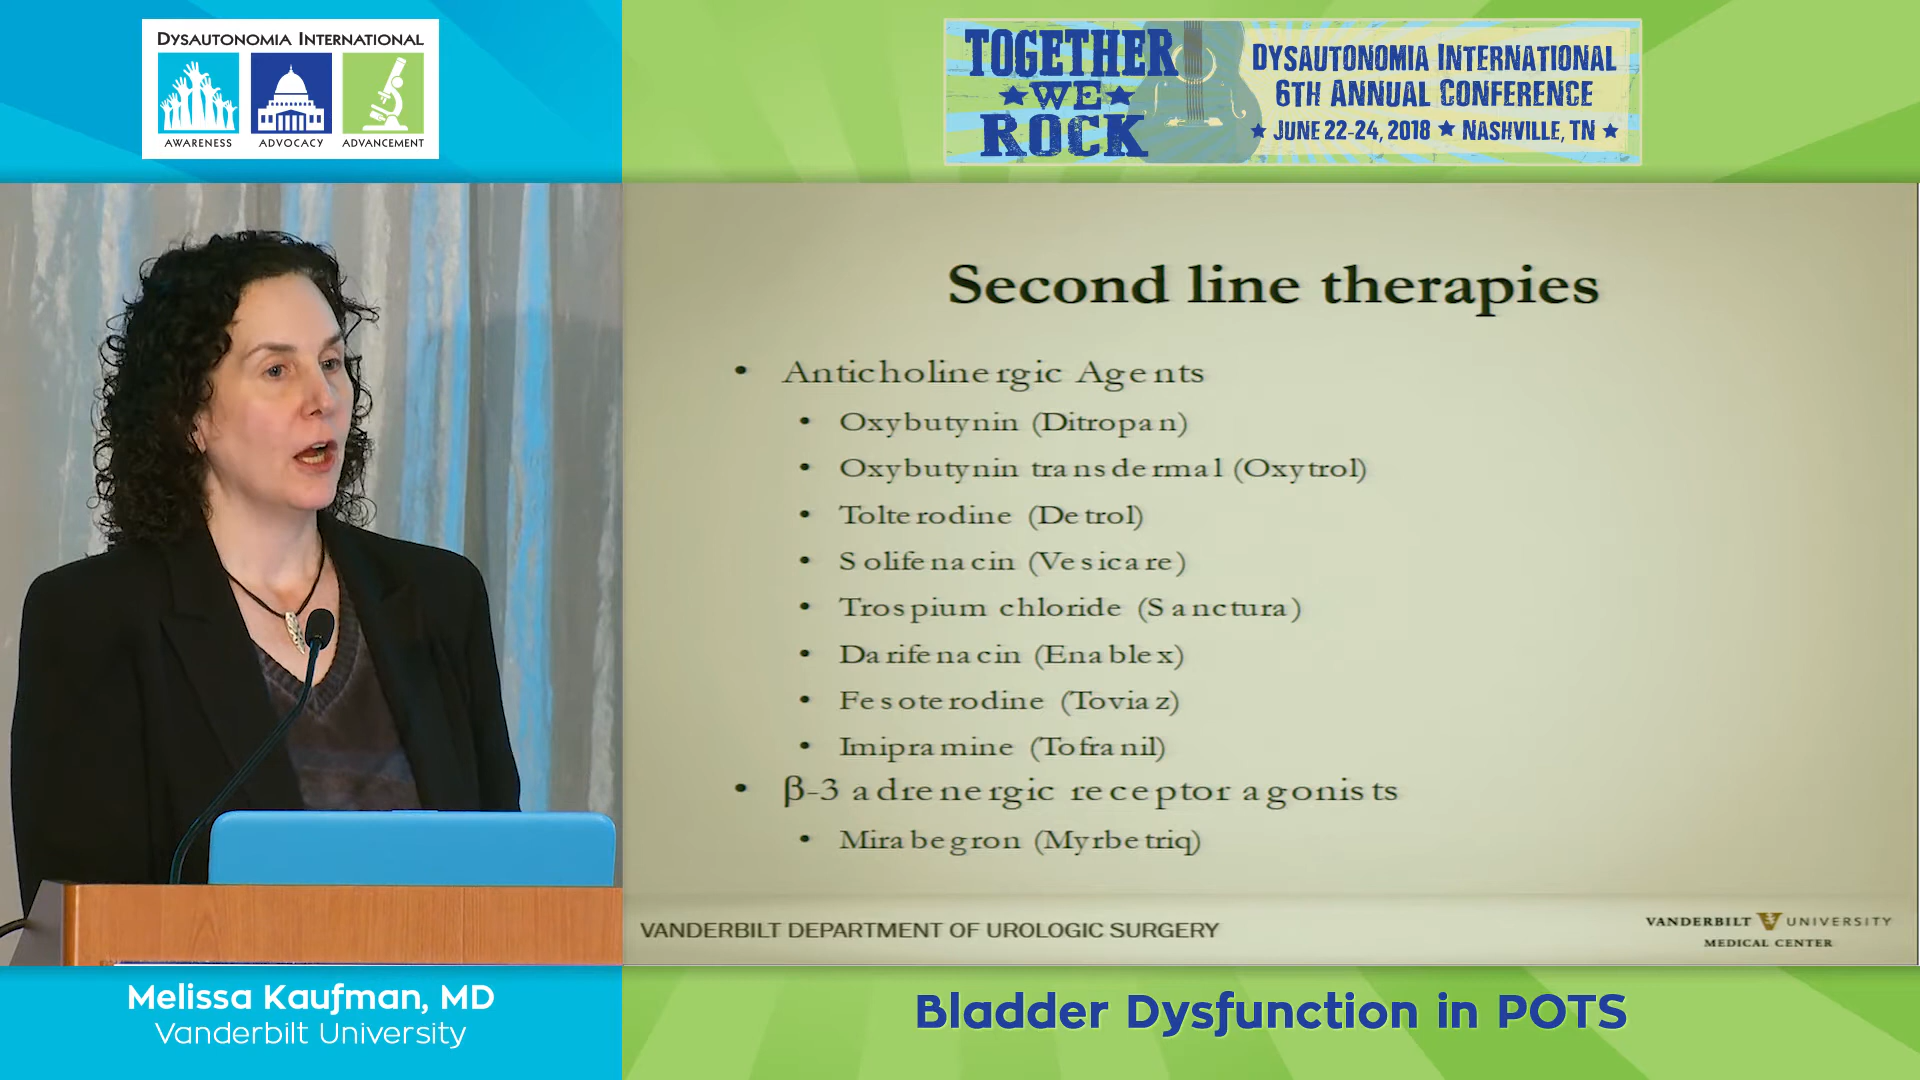 DYSAUTONOMIA INTERNATIONAL
AWARENESS ADVOCACY ADVANCEMENT
TOGETHER
WE
ROCK
DYSAUTONOMIA INTERNATIONAL
6TH ANNUAL CONFERENCE
JUNE 22-24, 2018 NASHVILLE, TN
Second line therapies
• Anticholinergic Agents
• Oxybutynin (Ditropan)
• Oxybutynin transdermal (Oxytrol)
• Tolterodine (Detrol)
• Solifenacin (Vesicare)
• Trospium chloride (Sanctura)
• Darifenacin (Enablex)
• Fesoterodine (Toviaz)
• Imipramine (Tofranil)
• β-3 adrenergic receptor agonists
• Mirabegron (Myrbetriq)
VANDERBILT DEPARTMENT OF UROLOGIC SURGERY
VANDERBILT UNIVERSITY
MEDICAL CENTER
Melissa Kaufman, MD
Vanderbilt University
Bladder Dysfunction in POTS